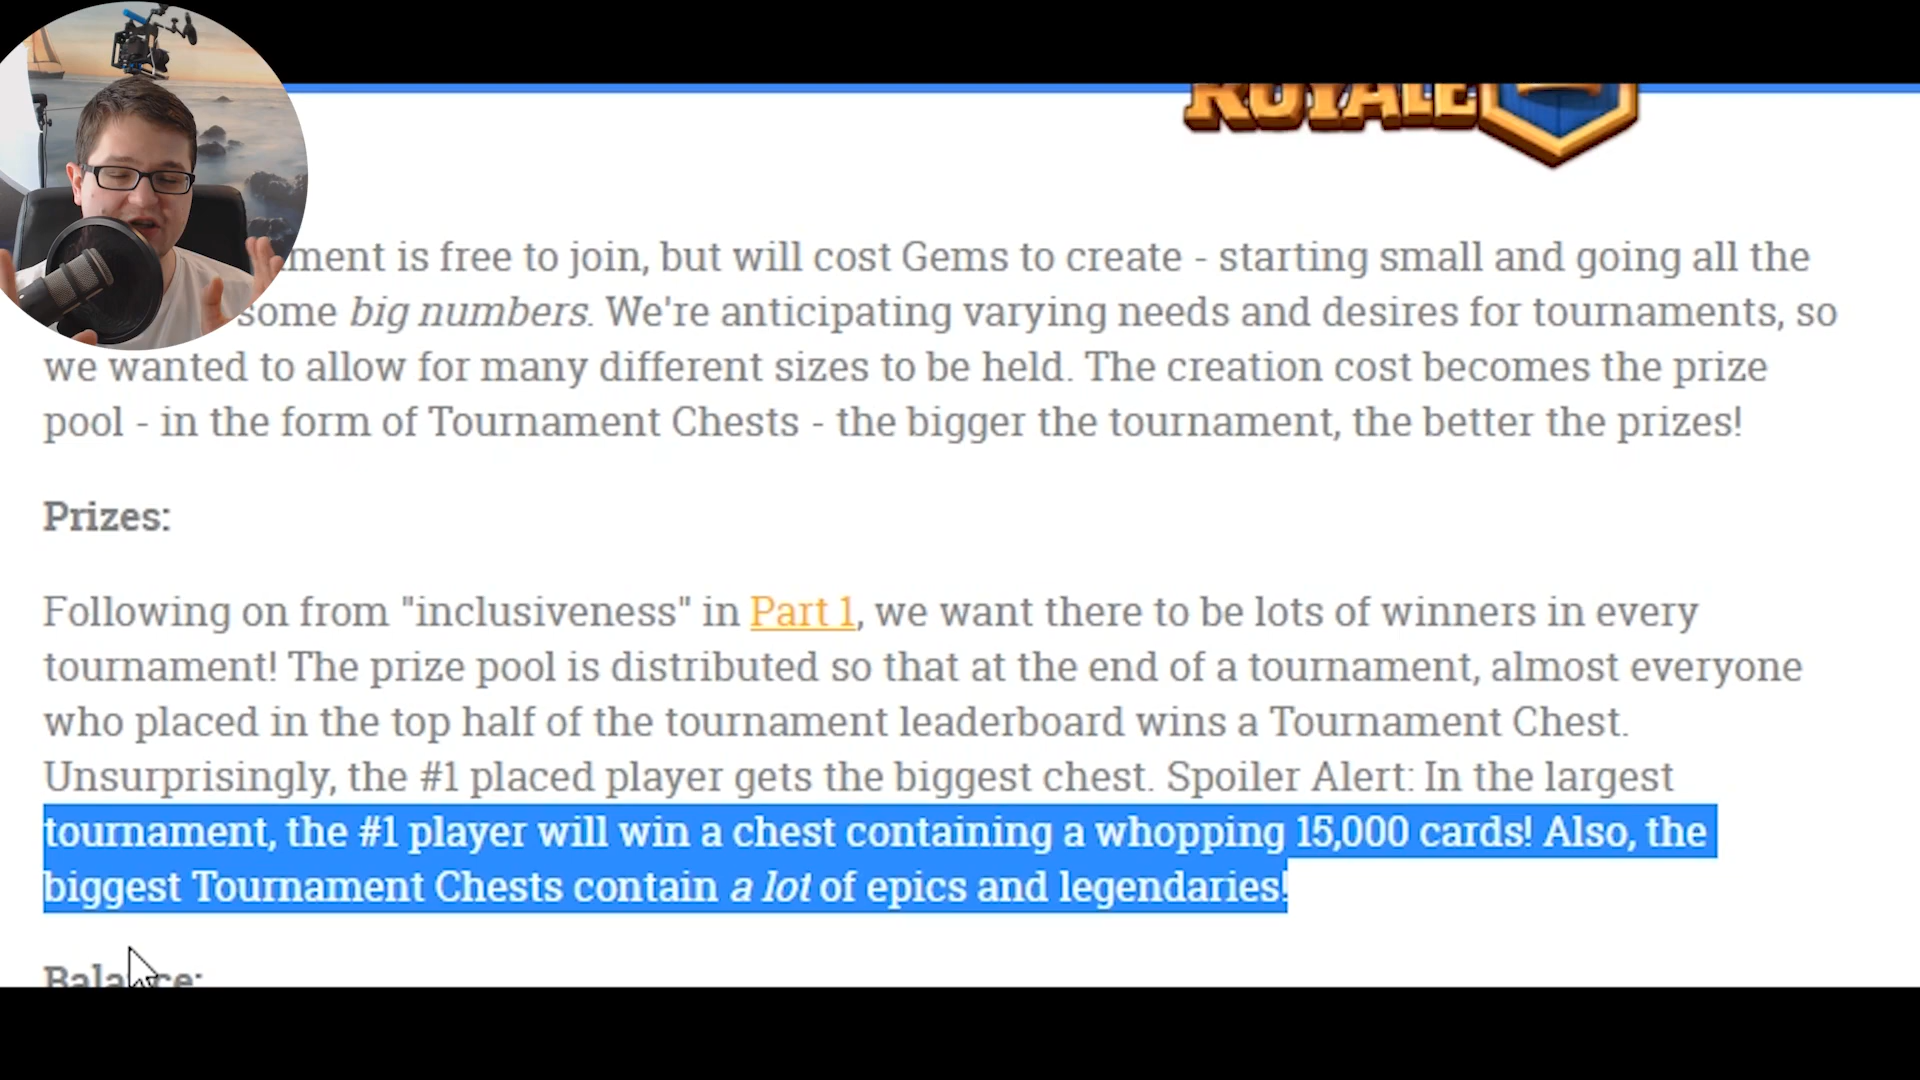 ROYALE
ment is free to join, but will cost Gems to create - starting small and going all the
some big numbers. We're anticipating varying needs and desires for tournaments, so
we wanted to allow for many different sizes to be held. The creation cost becomes the prize
pool - in the form of Tournament Chests - the bigger the tournament, the better the prizes!
Prizes:
Following on from "inclusiveness" in Part 1, we want there to be lots of winners in every
tournament! The prize pool is distributed so that at the end of a tournament, almost everyone
who placed in the top half of the tournament leaderboard wins a Tournament Chest.
Unsurprisingly, the #1 placed player gets the biggest chest. Spoiler Alert: In the largest
tournament, the #1 player will win a chest containing a whopping 15,000 cards! Also, the
biggest Tournament Chests contain a lot of epics and legendaries!
Balance: